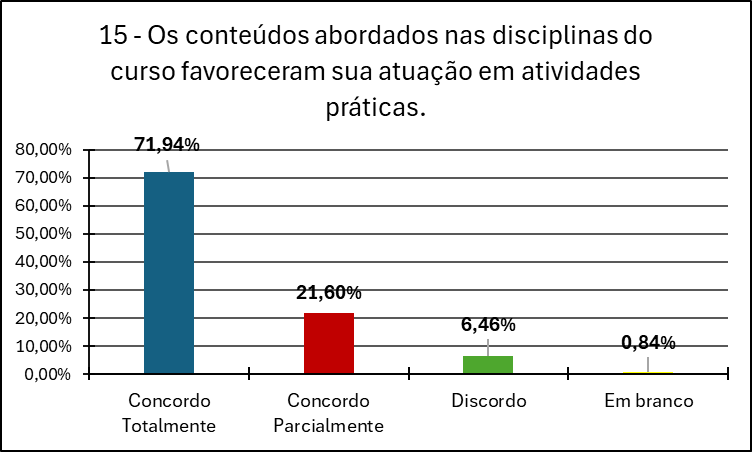 15 - Os conteúdos abordados nas disciplinas do
curso favoreceram sua atuação em atividades
práticas.
80,00%
70,00%
60,00%
50,00%
40,00%
30,00%
20,00%
10,00%
0,00%
71,94%
21,60%
6,46%
0,84%
Concordo
Totalmente
Concordo
Parcialmente
Discordo
Em branco